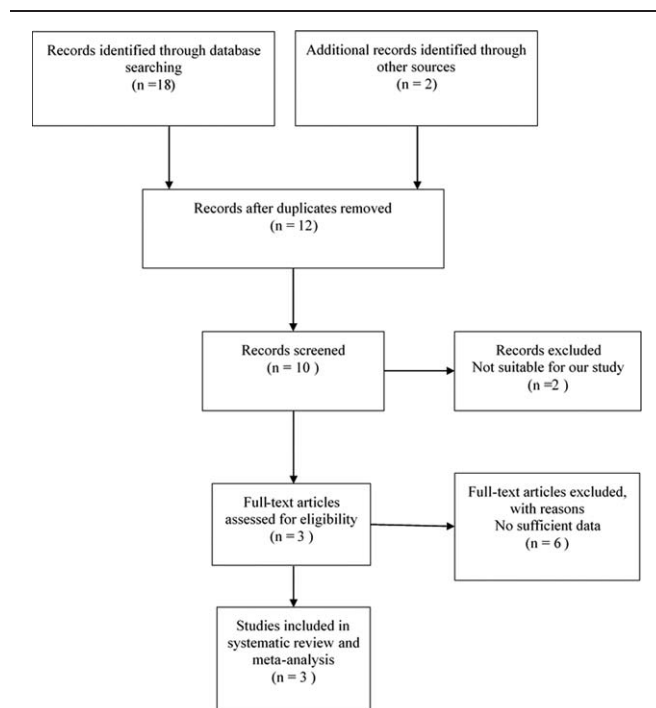 Records identified through database
searching
(n =18)
Additional records identified through
other sources
(n = 2)
Records after duplicates removed
(n = 12)
Records screened
(n = 10 )
Records excluded
Not suitable for our study
(n =2 )
Full-text articles
assessed for eligibility
(n = 3 )
Full-text articles excluded,
with reasons
No sufficient data
(n = 6 )
Studies included in
systematic review and
meta-analysis
(n = 3 )